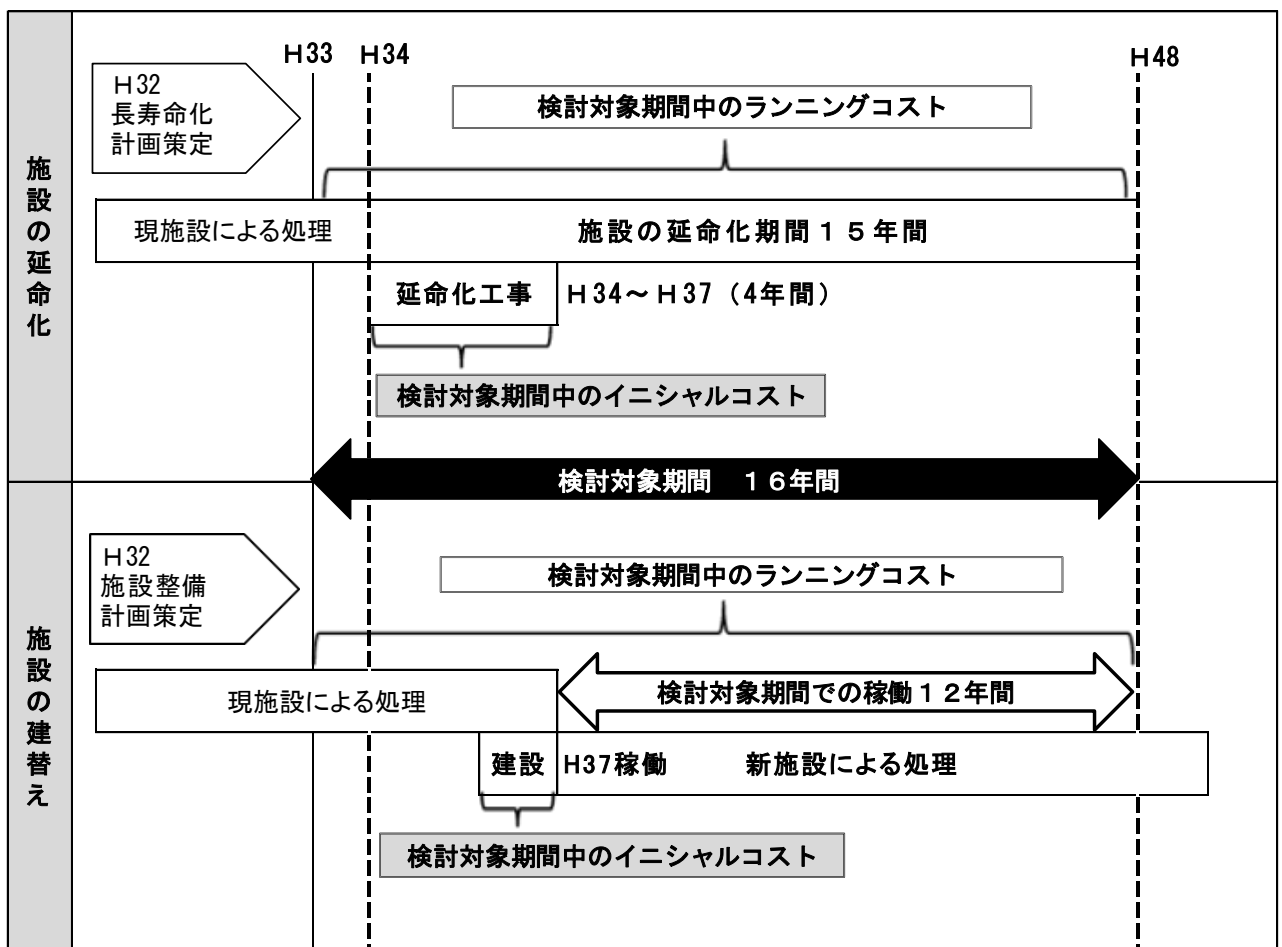 施設の延命化
H33 H34
H48
H32
長寿命化
計画策定
検討対象期間中のランニングコスト
現施設による処理
施設の延命化期間15年間
延命化工事
H34～H37(4年間)
検討対象期間中のイニシャルコスト
検討対象期間 16年間
施設の建替え
H32
施設整備
計画策定
検討対象期間中のランニングコスト
現施設による処理
検討対象期間での稼働12年間
建設
H37稼働
新施設による処理
検討対象期間中のイニシャルコスト